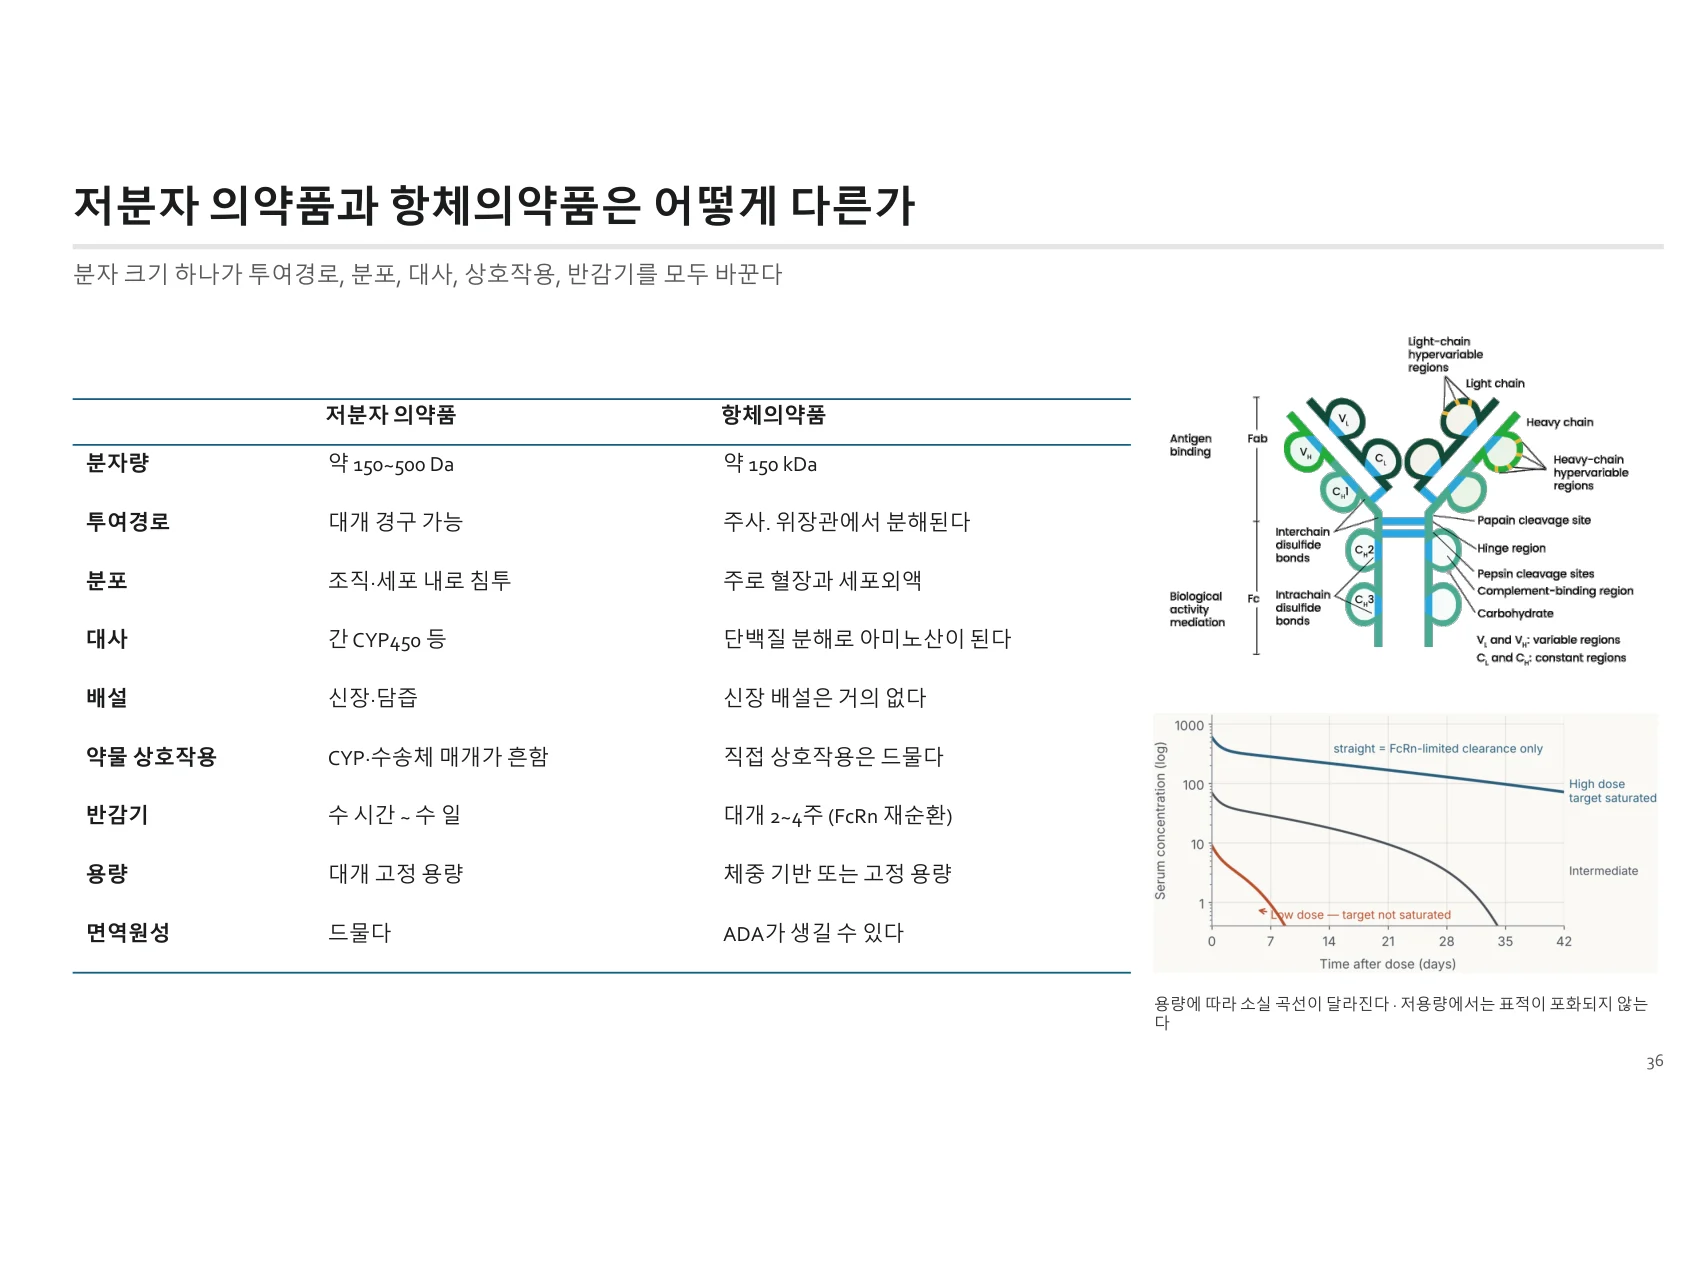 저분자 의약품과 항체의약품은 어떻게 다른가
분자 크기 하나가 투여경로, 분포, 대사, 상호작용, 반감기를 모두 바꾼다
저분자 의약품 항체의약품
분자량 약 150~500 Da 약 150 kDa
투여경로 대개 경구 가능 주사. 위장관에서 분해된다
분포 조직·세포 내로 침투 주로 혈장과 세포외액
대사 간 CYP450 등 단백질 분해로 아미노산이 된다
배설 신장·담즙 신장 배설은 거의 없다
약물 상호작용 CYP·수송체 매개가 흔함 직접 상호작용은 드물다
반감기 수 시간 ~ 수 일 대개 2~4주 (FcRn 재순환)
용량 대개 고정 용량 체중 기반 또는 고정 용량
면역원성 드물다 ADA가 생길 수 있다
Light-chain
hypervariable
regions
Light chain
Heavy chain
Heavy-chain
hypervariable
regions
Antigen
binding
Fab
VL
VH
CL
CH1
Papain cleavage site
Interchain
disulfide
bonds
CH2
Hinge region
Pepsin cleavage sites
Complement-binding region
Biological
activity
mediation
Fc
Intrachain
disulfide
bonds
CH3
Carbohydrate
VL and VH: variable regions
CL and CH: constant regions
Serum concentration (log)
1000
100
10
1
straight = FcRn-limited clearance only
High dose
target saturated
Intermediate
Low dose — target not saturated
0 7 14 21 28 35 42
Time after dose (days)
용량에 따라 소실 곡선이 달라진다 · 저용량에서는 표적이 포화되지 않는
다
36